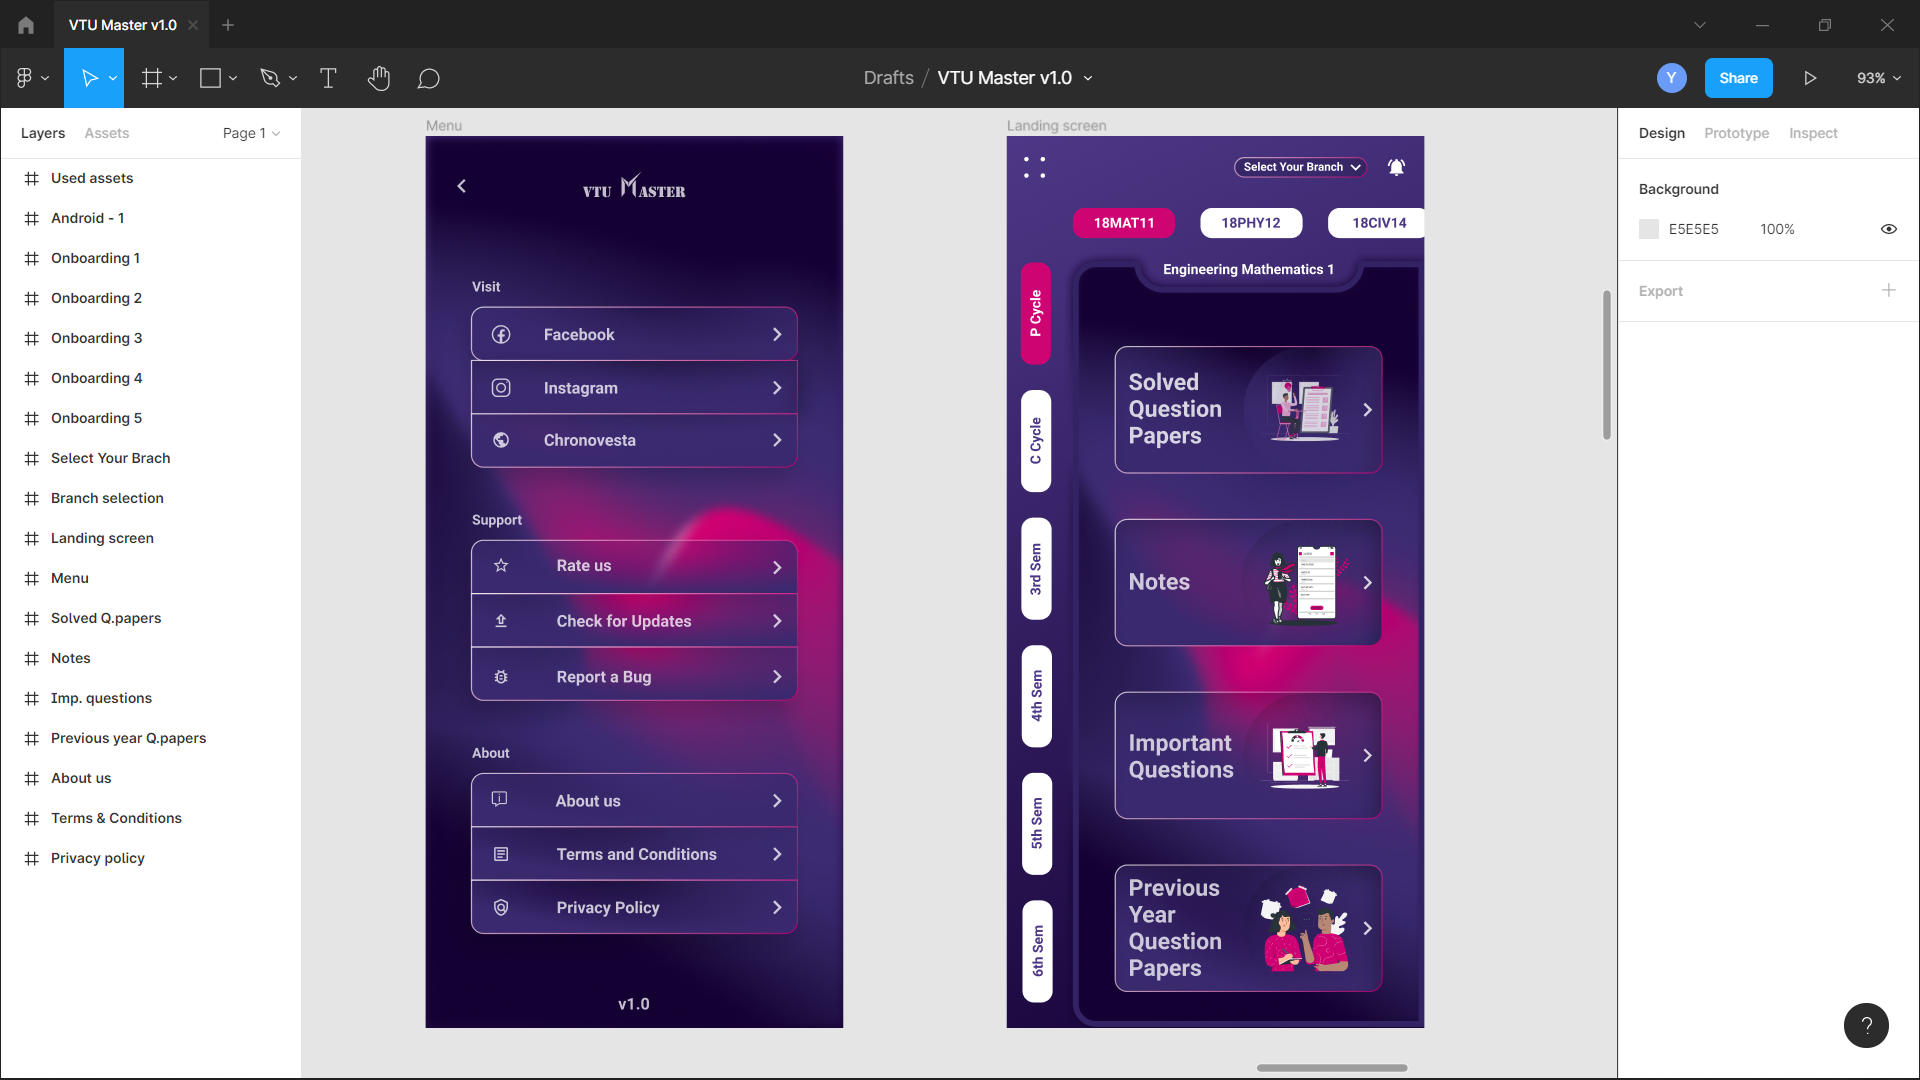 VTU Master v1.0
Drafts / VTU Master v1.0
Y
Share
93%
Layers
Assets
Page 1
Used assets
Android - 1
Onboarding 1
Onboarding 2
Onboarding 3
Onboarding 4
Onboarding 5
Select Your Brach
Branch selection
Landing screen
Menu
Solved Q.papers
Notes
Imp. questions
Previous year Q.papers
About us
Terms & Conditions
Privacy policy
Menu
VTU MASTER
Visit
Facebook
Instagram
Chronovesta
Support
Rate us
Check for Updates
Report a Bug
About
About us
Terms and Conditions
Privacy Policy
v1.0
Landing screen
Select Your Branch
18MAT11
18PHY12
18CIV14
Engineering Mathematics 1
P Cycle
C Cycle
3rd Sem
4th Sem
5th Sem
6th Sem
Solved
Question
Papers
Notes
Important
Questions
Previous
Year
Question
Papers
Design
Prototype
Inspect
Background
E5E5E5
100%
Export
?